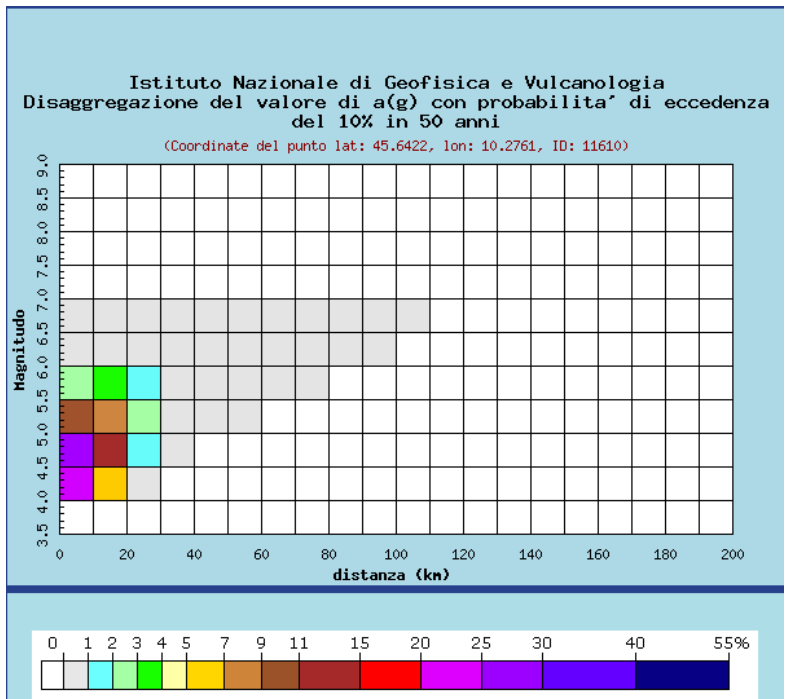 Istituto Nazionale di Geofisica e Vulcanologia
Disaggregazione del valore di a(g) con probabilita´ di eccedenza
del 10% in 50 anni
(Coordinate del punto lat: 45.6422, lon: 10.2761, ID: 11610)
Magnitudo
9.0
8.5
8.0
7.5
7.0
6.5
6.0
5.5
5.0
4.5
4.0
3.5
0 20 40 60 80 100 120 140 160 180 200
distanza (km)
0 1 2 3 4 5 7 9 11 15 20 25 30 40 55%